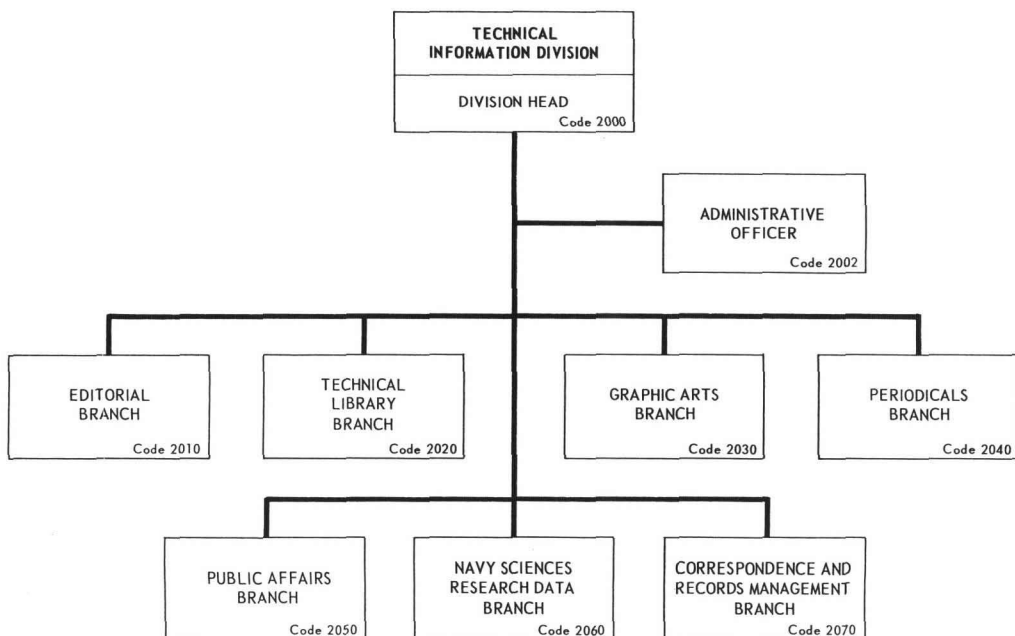 TECHNICAL
INFORMATION DIVISION
DIVISION HEAD
Code 2000
ADMINISTRATIVE
OFFICER
Code 2002
EDITORIAL
BRANCH
Code 2010
TECHNICAL
LIBRARY
BRANCH
Code 2020
GRAPHIC ARTS
BRANCH
Code 2030
PERIODICALS
BRANCH
Code 2040
PUBLIC AFFAIRS
BRANCH
Code 2050
NAVY SCIENCES
RESEARCH DATA
BRANCH
Code 2060
CORRESPONDENCE AND
RECORDS MANAGEMENT
BRANCH
Code 2070